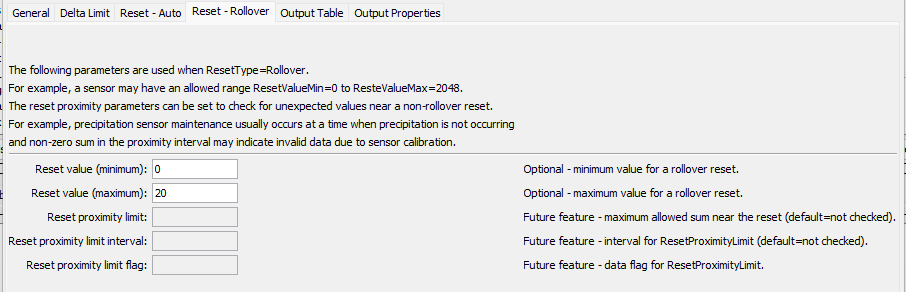 General Delta Limit Reset - Auto Reset - Rollover Output Table Output Properties
The following parameters are used when ResetType=Rollover.
For example, a sensor may have an allowed range ResetValueMin=0 to ResteValueMax=2048.
The reset proximity parameters can be set to check for unexpected values near a non-rollover reset.
For example, precipitation sensor maintenance usually occurs at a time when precipitation is not occurring
and non-zero sum in the proximity interval may indicate invalid data due to sensor calibration.
Reset value (minimum): 0 Optional - minimum value for a rollover reset.
Reset value (maximum): 20 Optional - maximum value for a rollover reset.
Reset proximity limit: Future feature - maximum allowed sum near the reset (default=not checked).
Reset proximity limit interval: Future feature - interval for ResetProximityLimit (default=not checked).
Reset proximity limit flag: Future feature - data flag for ResetProximityLimit.